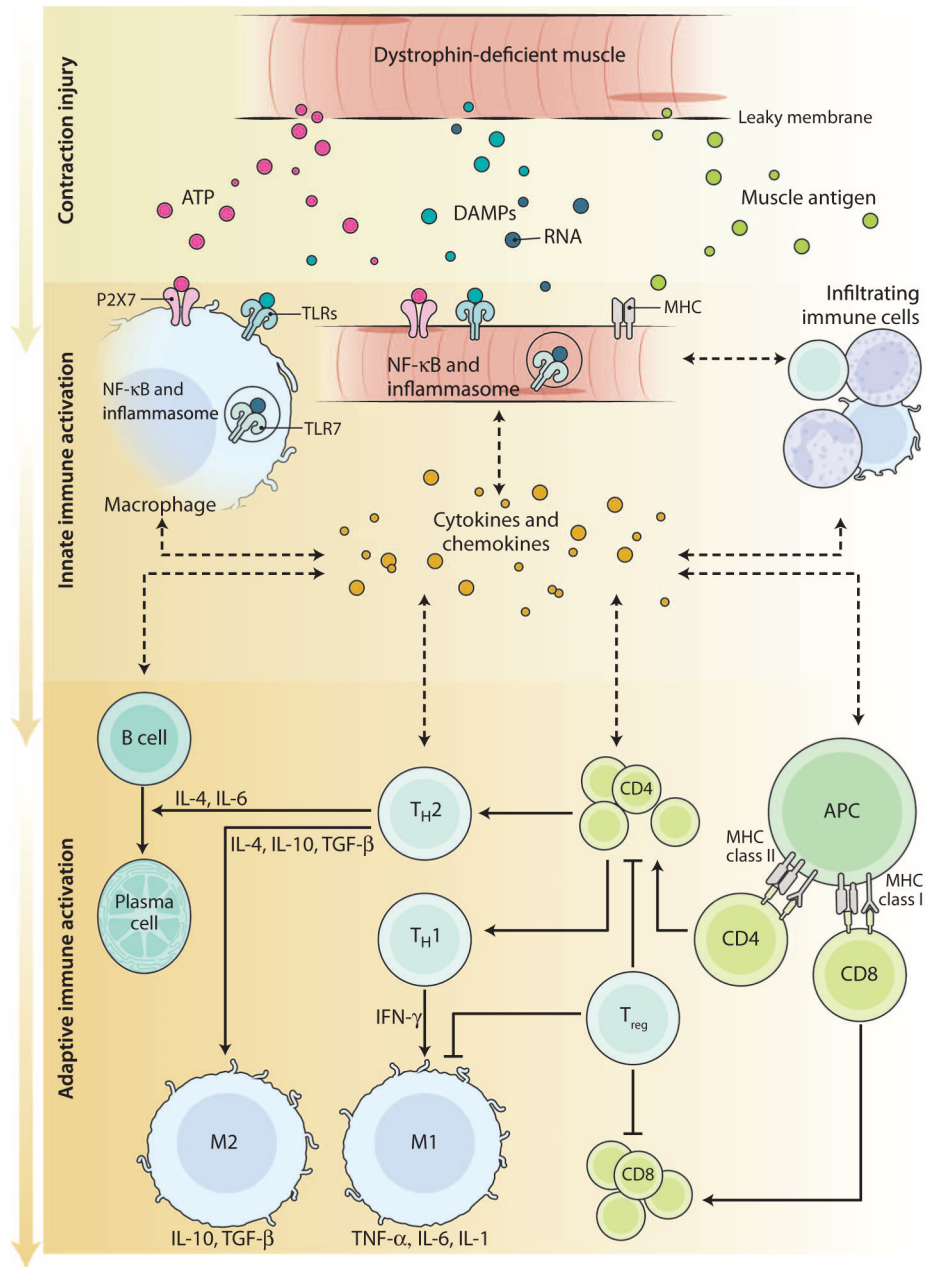 Contraction injury
Dystrophin-deficient muscle
Leaky membrane
ATP
DAMPs
RNA
Muscle antigen
Innate immune activation
P2X7
TLRs
MHC
Infiltrating
immune cells
NF-κB and
inflammasome
NF-κB and
inflammasome
TLR7
Macrophage
Cytokines and
chemokines
Adaptive immune activation
B cell
IL-4, IL-6
TH2
CD4
APC
IL-4, IL-10, TGF-β
MHC
class II
MHC
class I
Plasma
cell
TH1
CD4
CD8
IFN-γ
Treg
M2
M1
CD8
IL-10, TGF-β
TNF-α, IL-6, IL-1